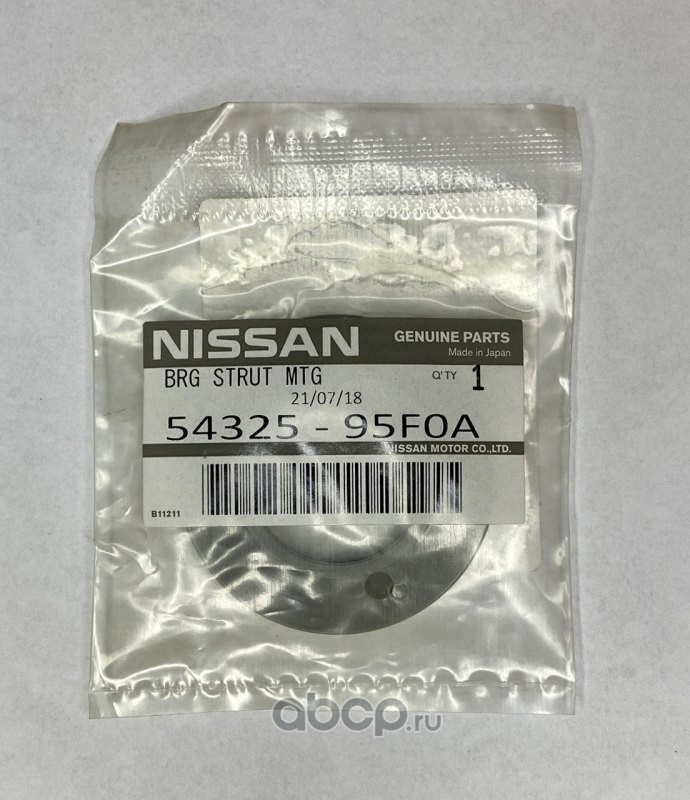 NISSAN
GENUINE PARTS
Made in Japan
BRG STRUT MTG
Q'TY 1
21/07/18
54325 - 95F0A
NISSAN MOTOR CO.,LTD.
B11211
abcp.ru